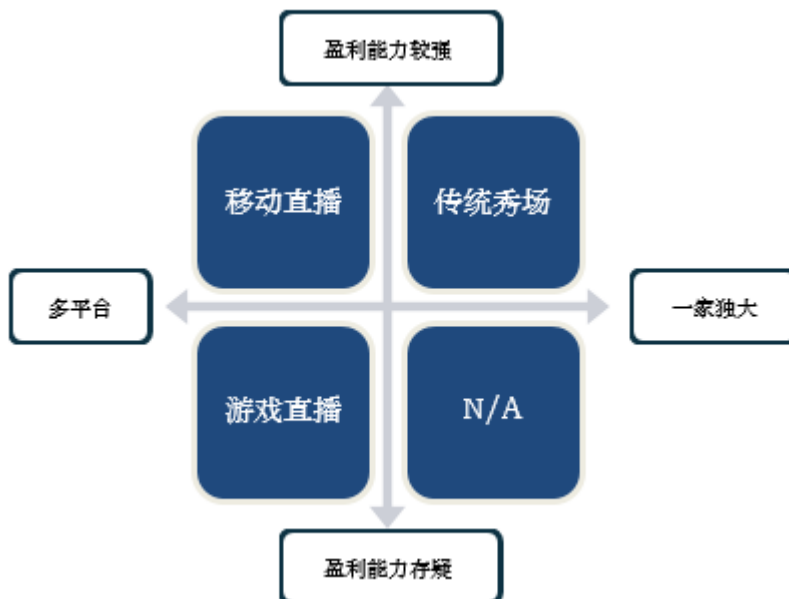 盈利能力较强
移动直播
传统秀场
多平台
一家独大
游戏直播
N/A
盈利能力存疑